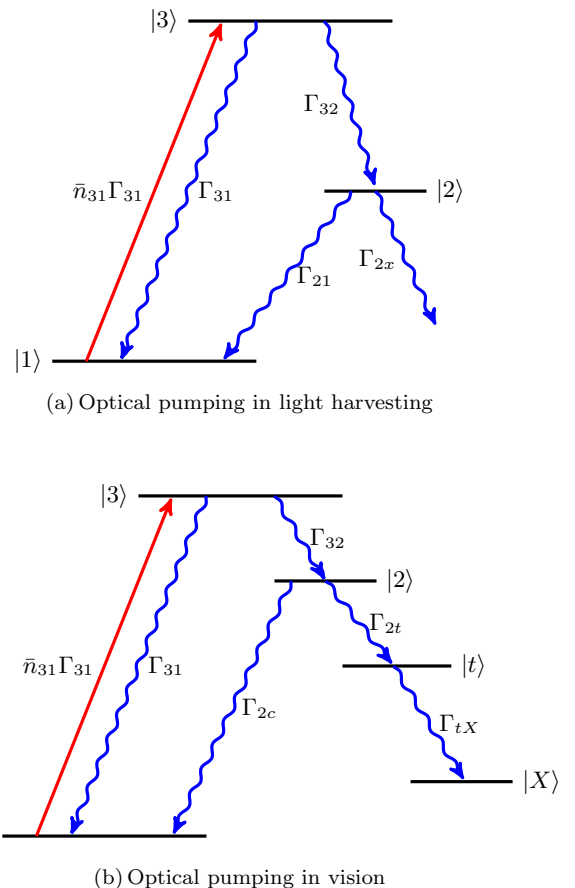 |3⟩
Γ₃₂
n̄₃₁Γ₃₁
Γ₃₁
|2⟩
Γ₂₁
Γ₂ₓ
|1⟩
(a) Optical pumping in light harvesting
|3⟩
Γ₃₂
|2⟩
Γ₂ₜ
n̄₃₁Γ₃₁
Γ₃₁
|t⟩
Γ₂c
ΓtX
|X⟩
(b) Optical pumping in vision